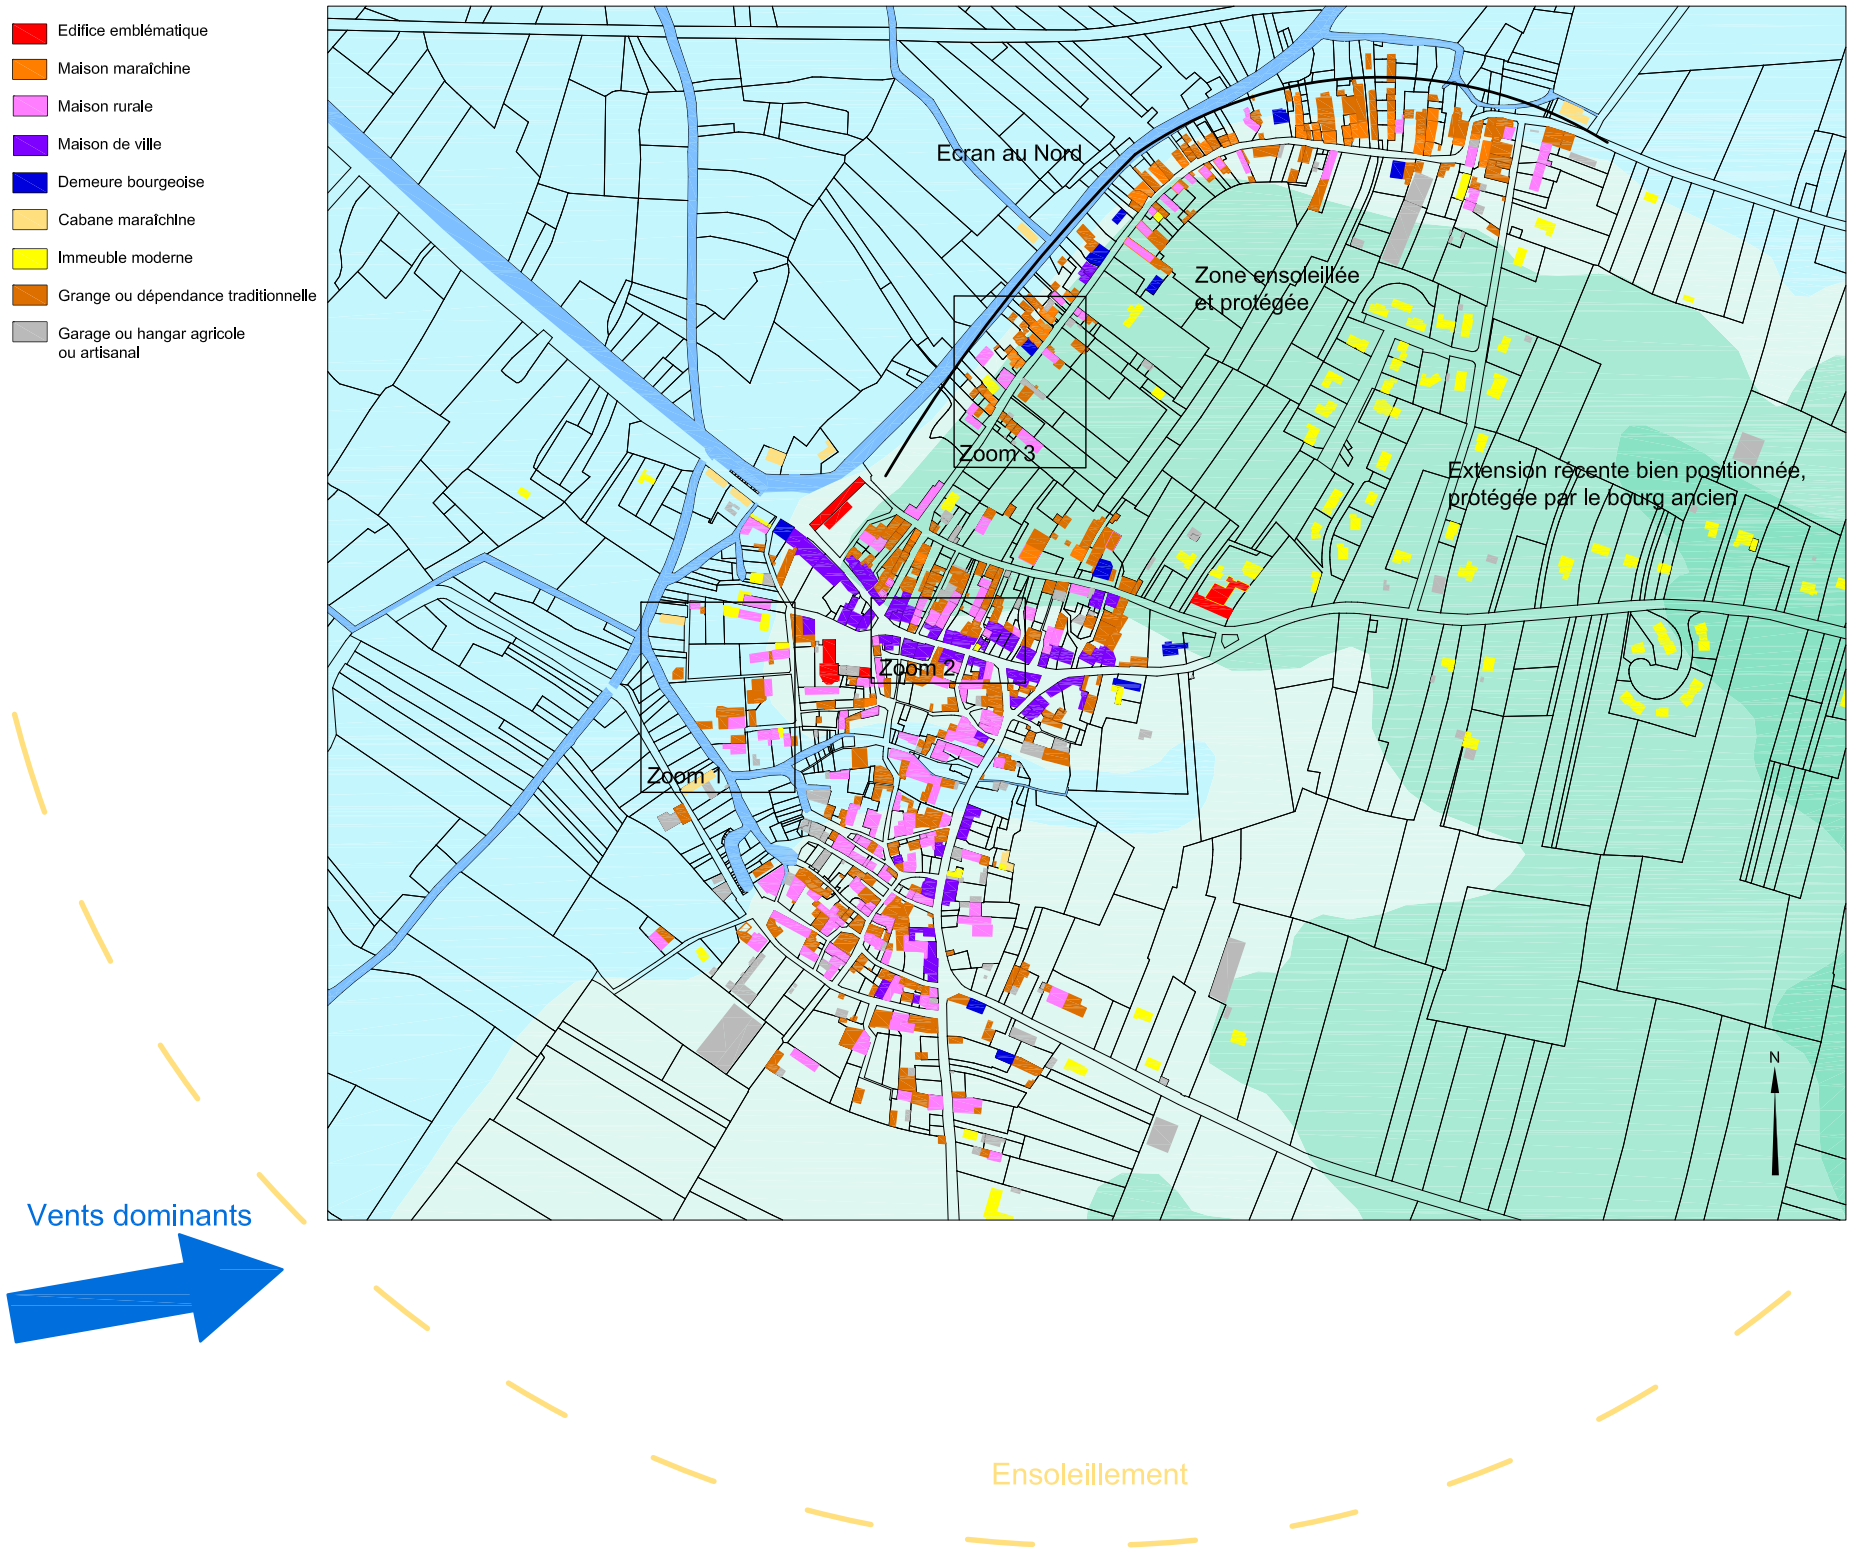 Edifice emblématique
Maison maraîchine
Maison rurale
Maison de ville
Demeure bourgeoise
Cabane maraîchine
Immeuble moderne
Grange ou dépendance traditionnelle
Garage ou hangar agricole
ou artisanal
Ecran au Nord
Zone ensoleillée
et protégée
Zoom 3
Extension récente bien positionnée,
protégée par le bourg ancien
Zoom 2
Zoom 1
N
Vents dominants
Ensoleillement